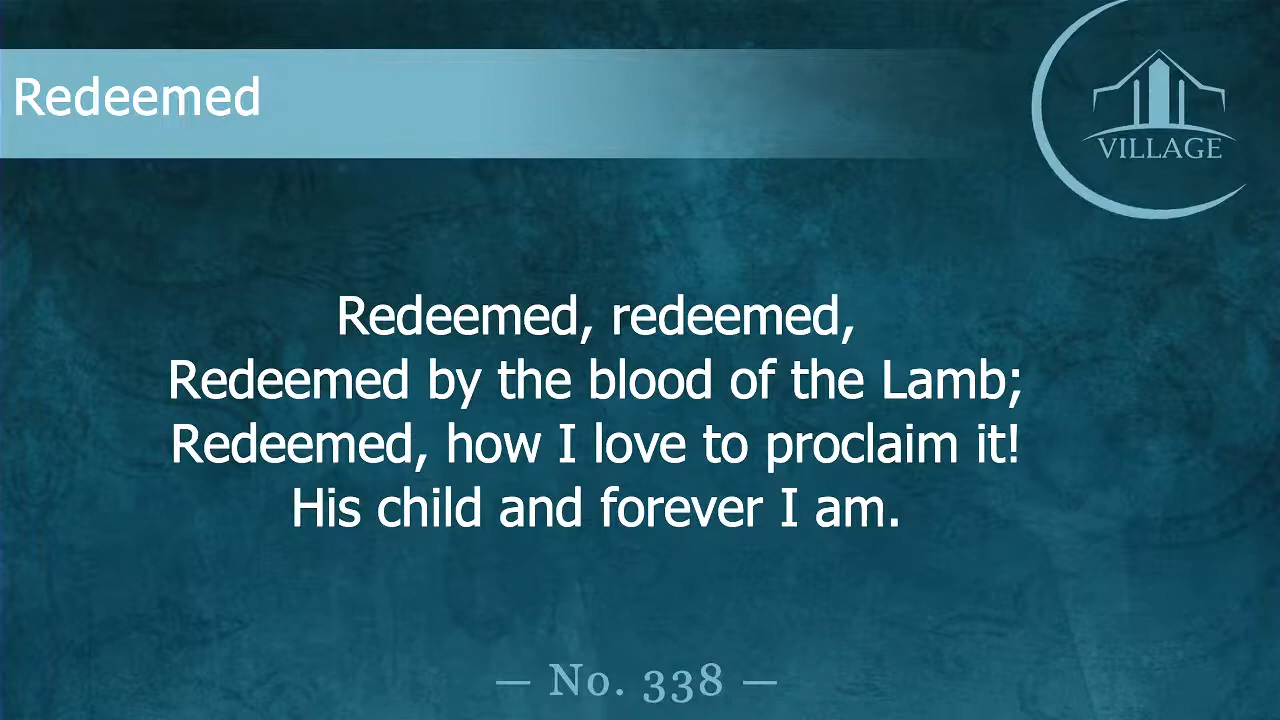 Redeemed
VILLAGE
Redeemed, redeemed,
Redeemed by the blood of the Lamb;
Redeemed, how I love to proclaim it!
His child and forever I am.
— No. 338 —